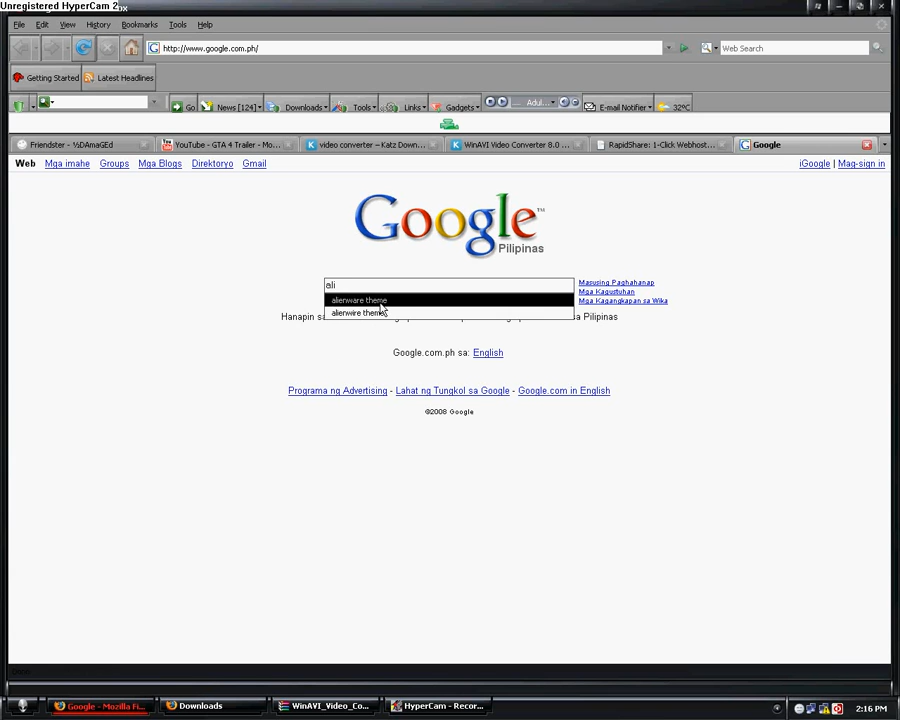 Unregistered HyperCam 2
File Edit View History Bookmarks Tools Help
http://www.google.com.ph/
Web Search
Getting Started Latest Headlines
Go News [124] Downloads Tools Links Gadgets Adul... E-mail Notifier 32°C
Friendster - ½DAmaGEd YouTube - GTA 4 Trailer - Mo... video converter – Katz Down... WinAVI Video Converter 8.0 ... RapidShare: 1-Click Webhost... Google
Web Mga imahe Groups Mga Blogs Direktoryo Gmail iGoogle | Mag-sign in
Google™
Pilipinas
ali
alienware theme
alienwire theme
Masusing Paghahanap
Mga Kagustuhan
Mga Kagangkapan sa Wika
Hanapin sa Pilipinas
Google.com.ph sa: English
Programa ng Advertising - Lahat ng Tungkol sa Google - Google.com in English
©2008 Google
Google - Mozilla Fi... Downloads WinAVI_Video_Co... HyperCam - Recor... 2:16 PM